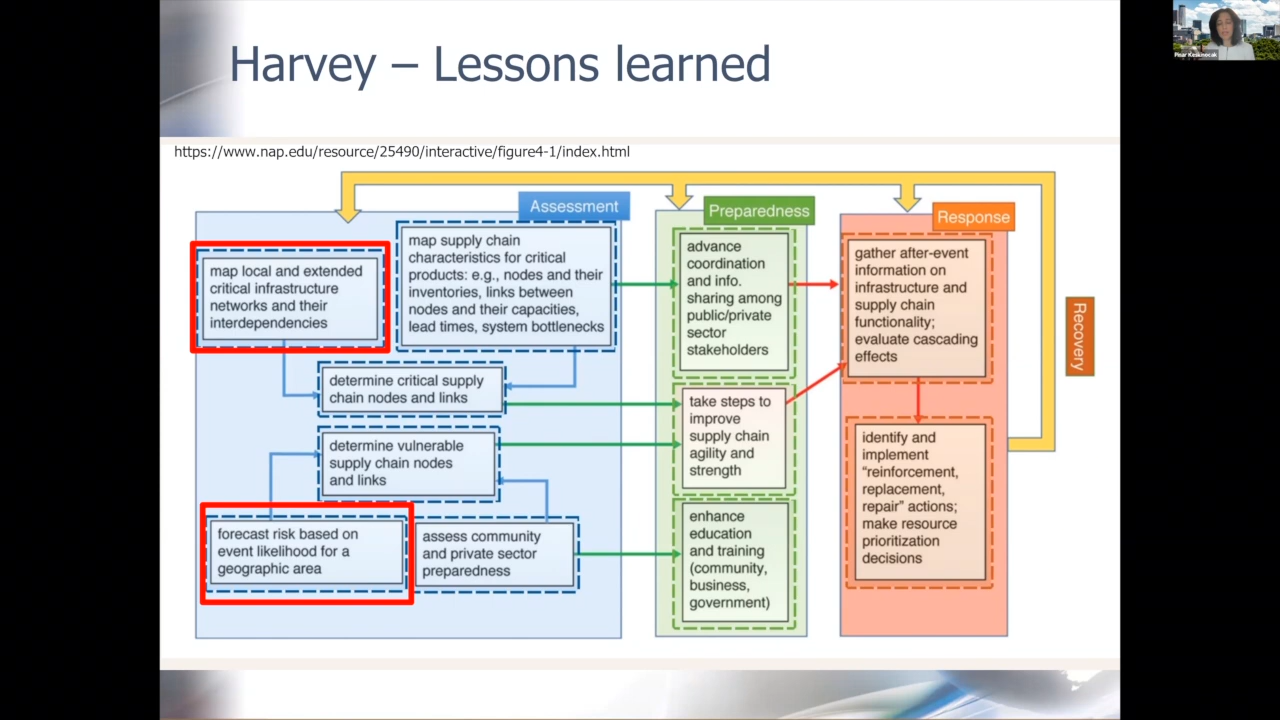 Harvey – Lessons learned
Pinar Keskinocak
https://www.nap.edu/resource/25490/interactive/figure4-1/index.html
Assessment
map local and extended
critical infrastructure
networks and their
interdependencies
map supply chain
characteristics for critical
products: e.g., nodes and their
inventories, links between
nodes and their capacities,
lead times, system bottlenecks
determine critical supply
chain nodes and links
determine vulnerable
supply chain nodes
and links
forecast risk based on
event likelihood for a
geographic area
assess community
and private sector
preparedness
Preparedness
advance
coordination
and info.
sharing among
public/private
sector
stakeholders
take steps to
improve
supply chain
agility and
strength
enhance
education
and training
(community,
business,
government)
Response
gather after-event
information on
infrastructure and
supply chain
functionality;
evaluate cascading
effects
identify and
implement
“reinforcement,
replacement,
repair” actions;
make resource
prioritization
decisions
Recovery